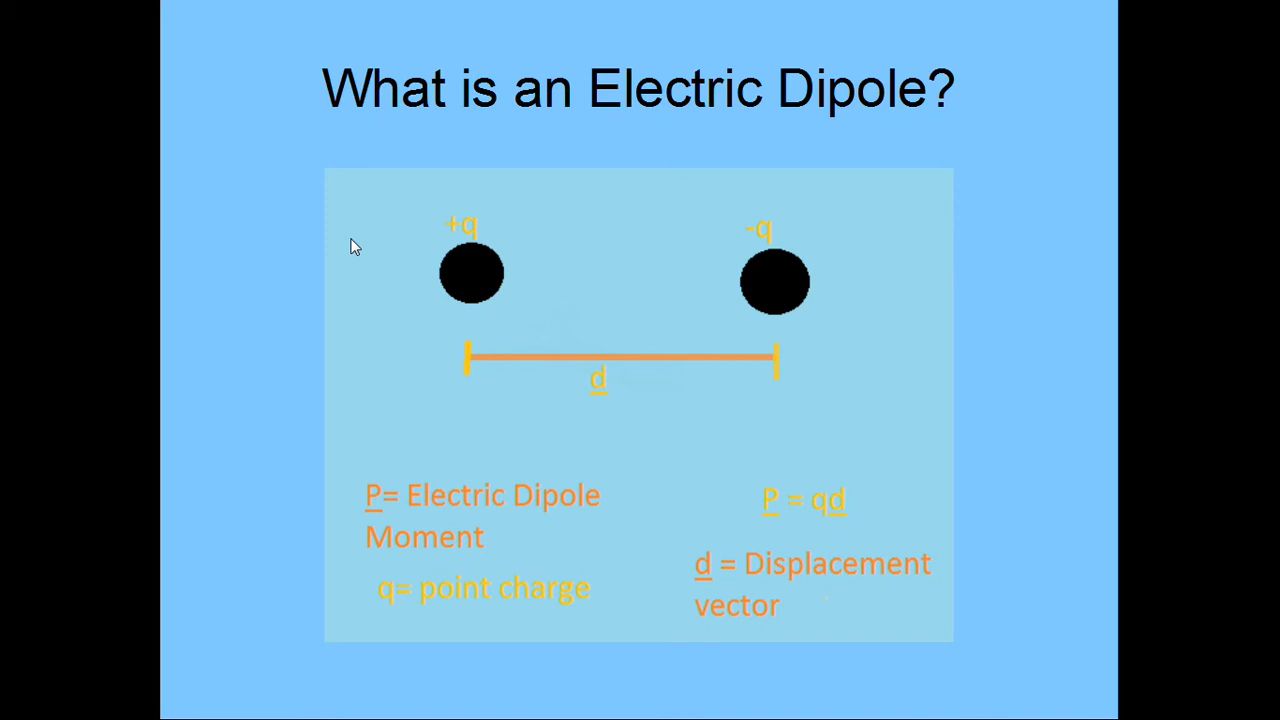 What is an Electric Dipole?
+q
-q
d
P= Electric Dipole
Moment
q= point charge
P = qd
d = Displacement
vector